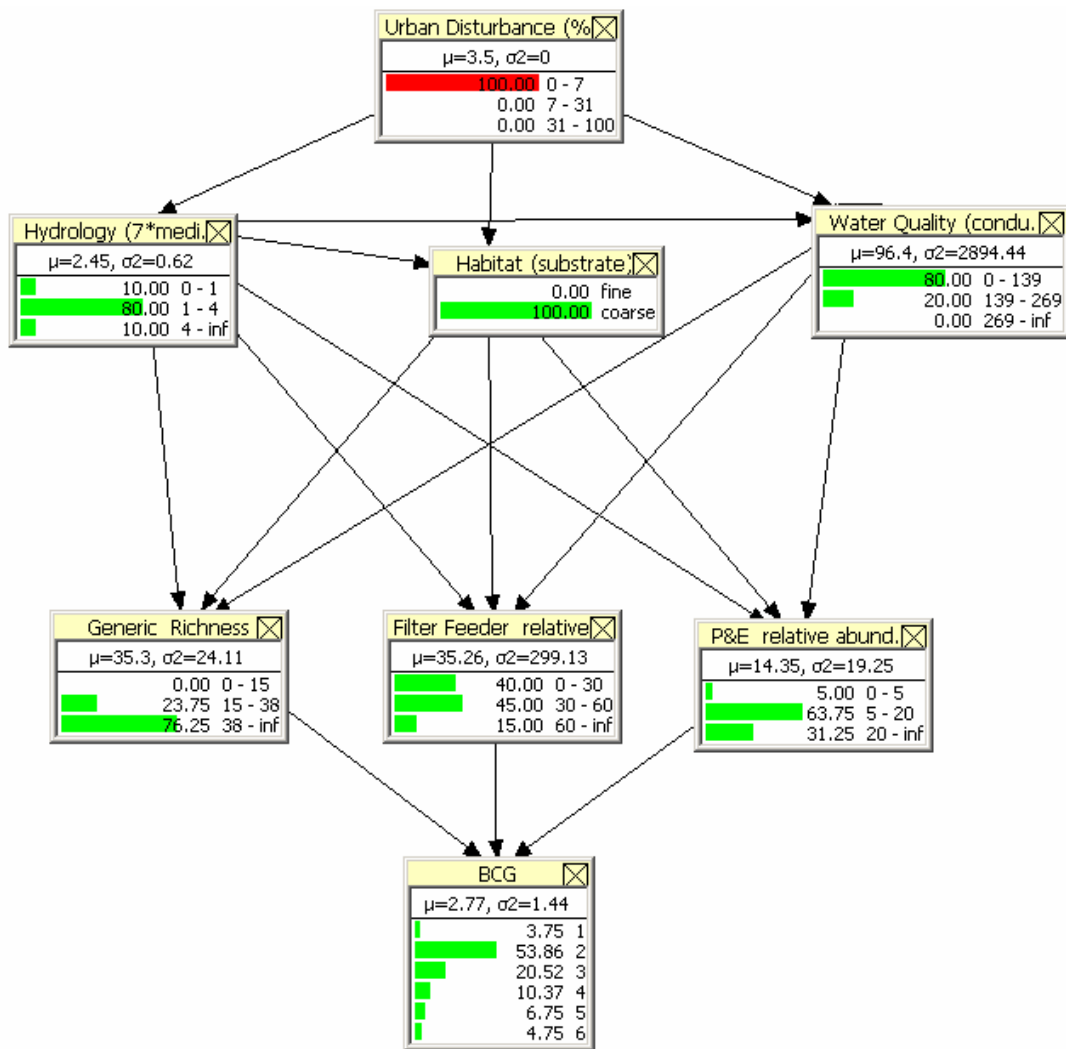 Urban Disturbance (%
μ=3.5, σ2=0
100.00 0 - 7
0.00 7 - 31
0.00 31 - 100
Hydrology (7*medi.
μ=2.45, σ2=0.62
10.00 0 - 1
80.00 1 - 4
10.00 4 - inf
Habitat (substrate)
0.00 fine
100.00 coarse
Water Quality (condu.
μ=96.4, σ2=2894.44
80.00 0 - 139
20.00 139 - 269
0.00 269 - inf
Generic Richness
μ=35.3, σ2=24.11
0.00 0 - 15
23.75 15 - 38
76.25 38 - inf
Filter Feeder relative
μ=35.26, σ2=299.13
40.00 0 - 30
45.00 30 - 60
15.00 60 - inf
P&E relative abund.
μ=14.35, σ2=19.25
5.00 0 - 5
63.75 5 - 20
31.25 20 - inf
BCG
μ=2.77, σ2=1.44
3.75 1
53.86 2
20.52 3
10.37 4
6.75 5
4.75 6